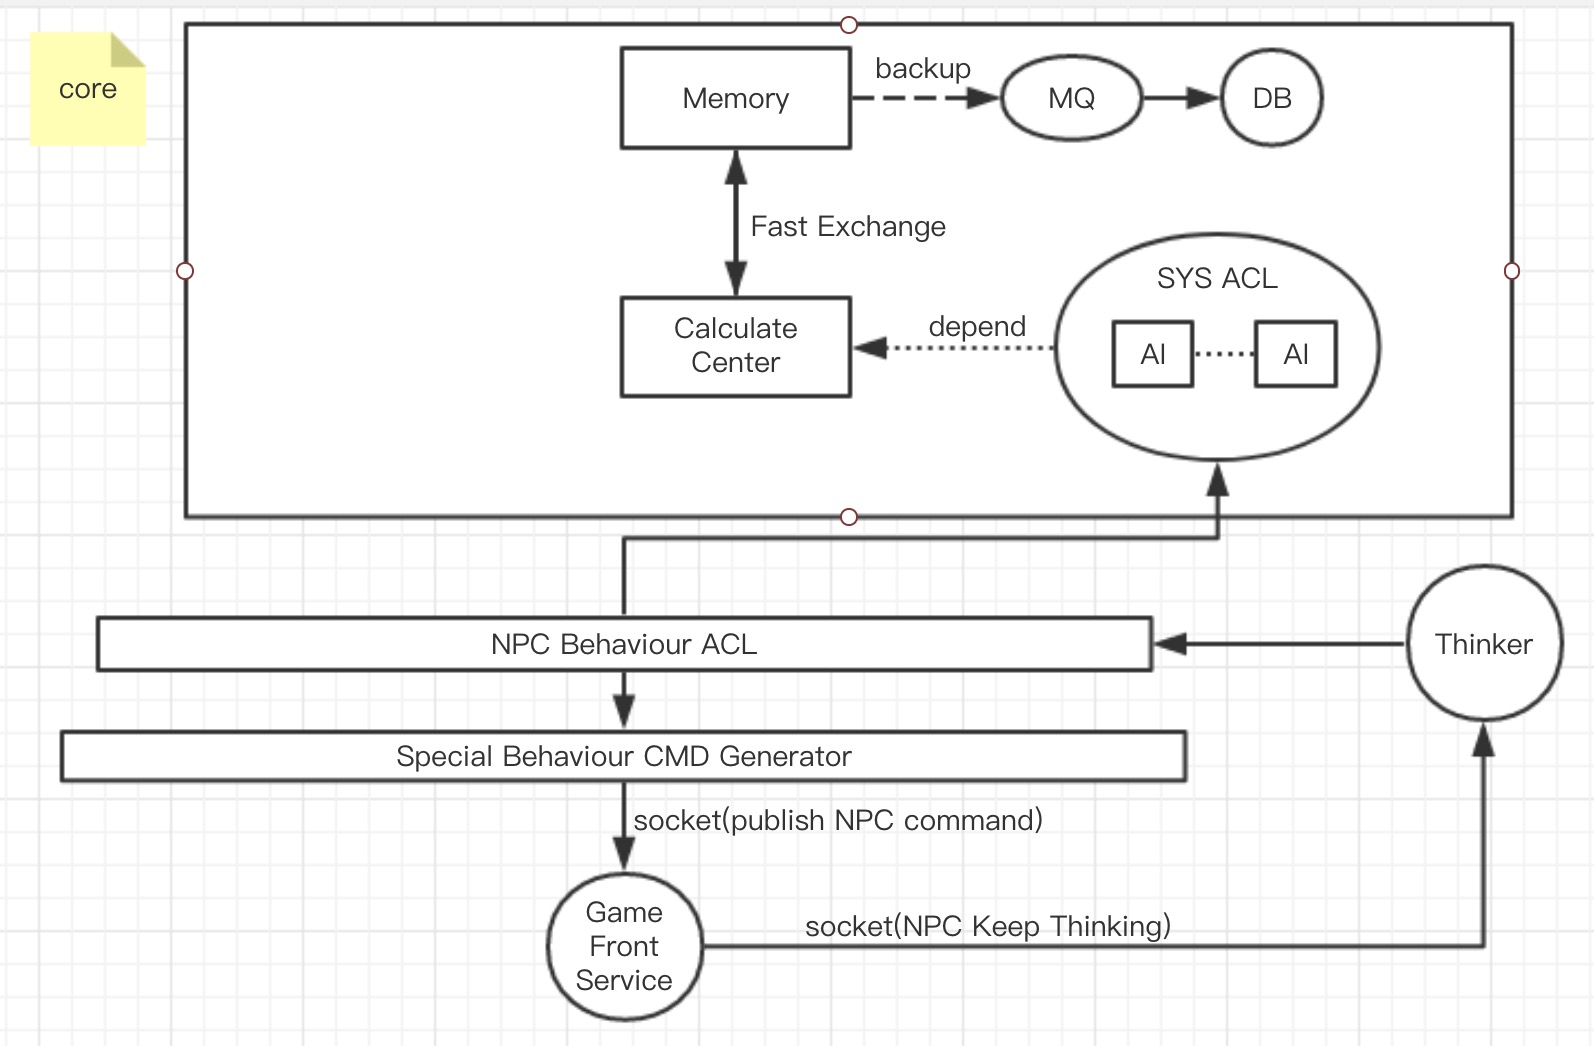 core
Memory
backup
MQ
DB
Fast Exchange
SYS ACL
Calculate
Center
depend
AI
AI
NPC Behaviour ACL
Thinker
Special Behaviour CMD Generator
socket(publish NPC command)
Game
Front
Service
socket(NPC Keep Thinking)